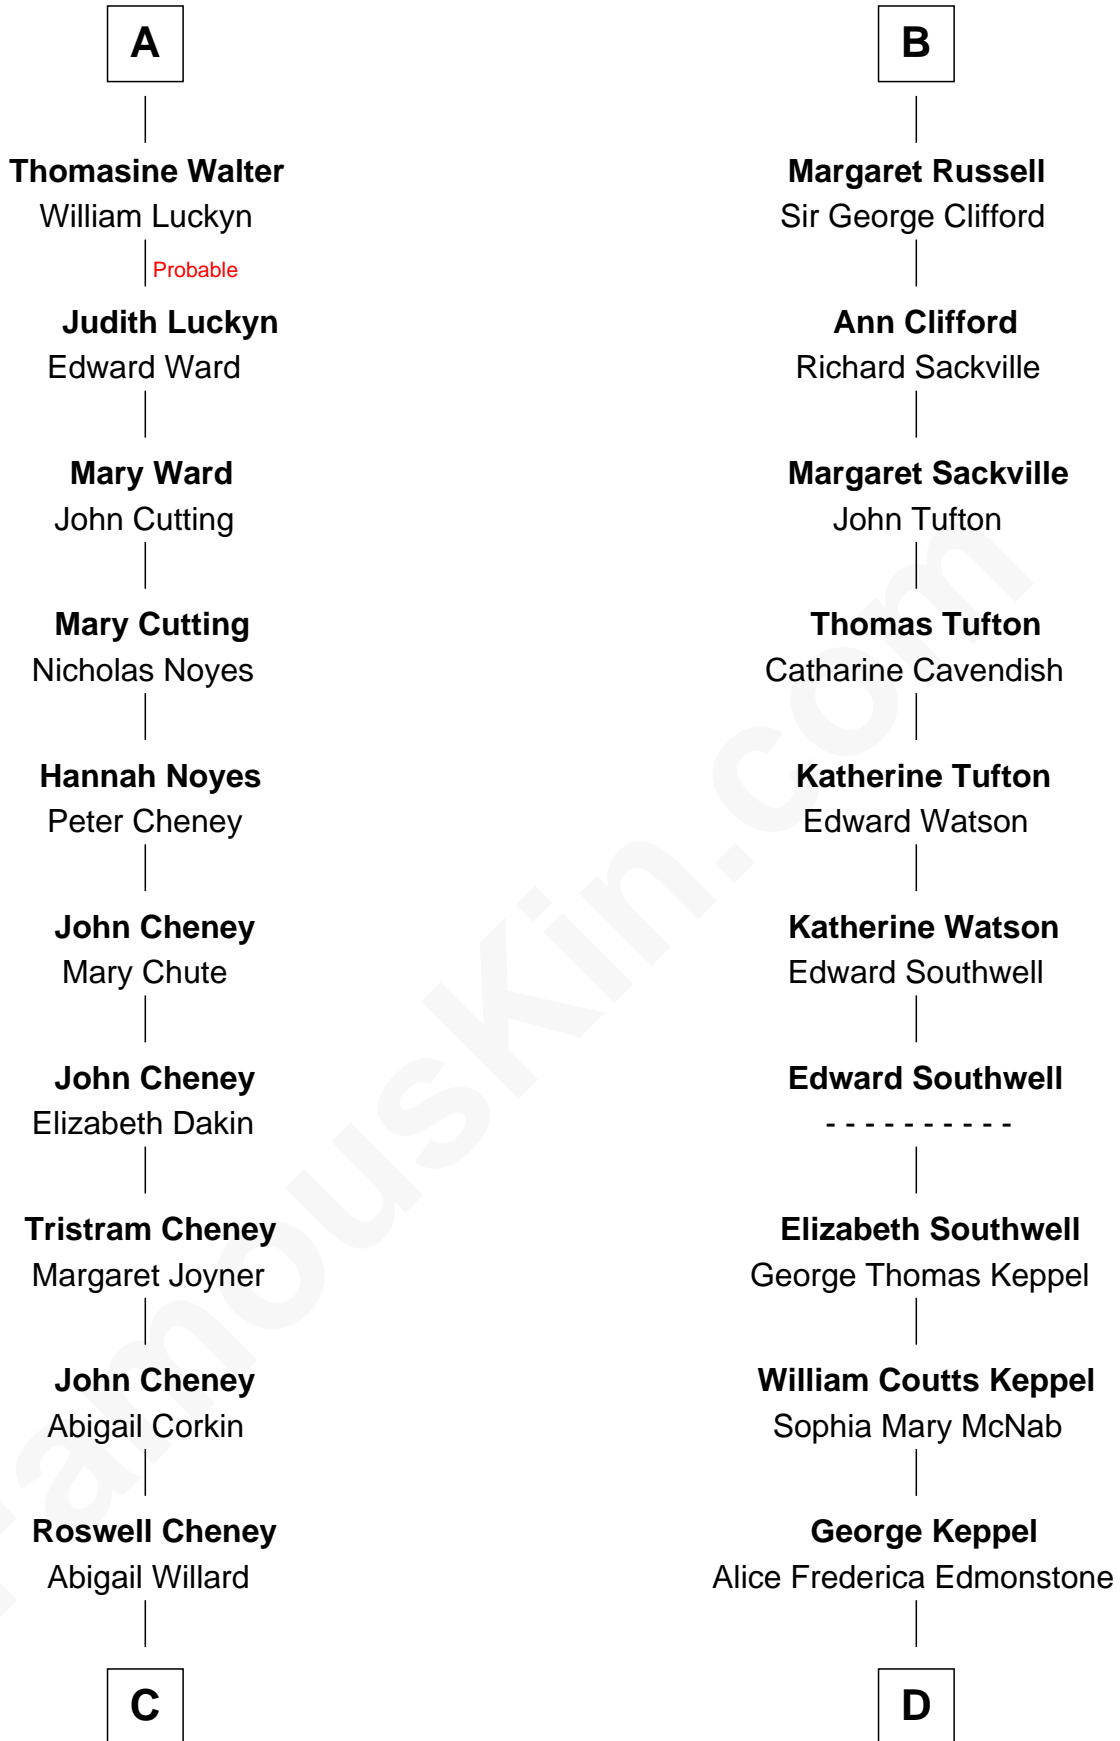 A
Thomasine Walter
William Luckyn
Probable
Judith Luckyn
Edward Ward
Mary Ward
John Cutting
Mary Cutting
Nicholas Noyes
Hannah Noyes
Peter Cheney
John Cheney
Mary Chute
John Cheney
Elizabeth Dakin
Tristram Cheney
Margaret Joyner
John Cheney
Abigail Corkin
Roswell Cheney
Abigail Willard
C
B
Margaret Russell
Sir George Clifford
Ann Clifford
Richard Sackville
Margaret Sackville
John Tufton
Thomas Tufton
Catharine Cavendish
Katherine Tufton
Edward Watson
Katherine Watson
Edward Southwell
Edward Southwell
- - - - - - - - - -
Elizabeth Southwell
George Thomas Keppel
William Coutts Keppel
Sophia Mary McNab
George Keppel
Alice Frederica Edmonstone
D
FamousKin.com